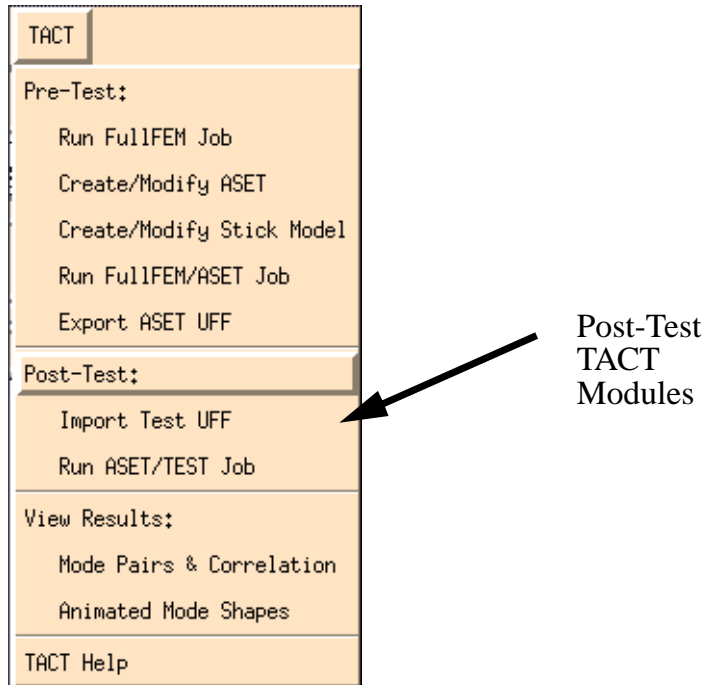 TACT
Pre-Test:
Run FullFEM Job
Create/Modify ASET
Create/Modify Stick Model
Run FullFEM/ASET Job
Export ASET UFF
Post-Test:
Import Test UFF
Run ASET/TEST Job
View Results:
Mode Pairs & Correlation
Animated Mode Shapes
TACT Help
Post-Test
TACT
Modules